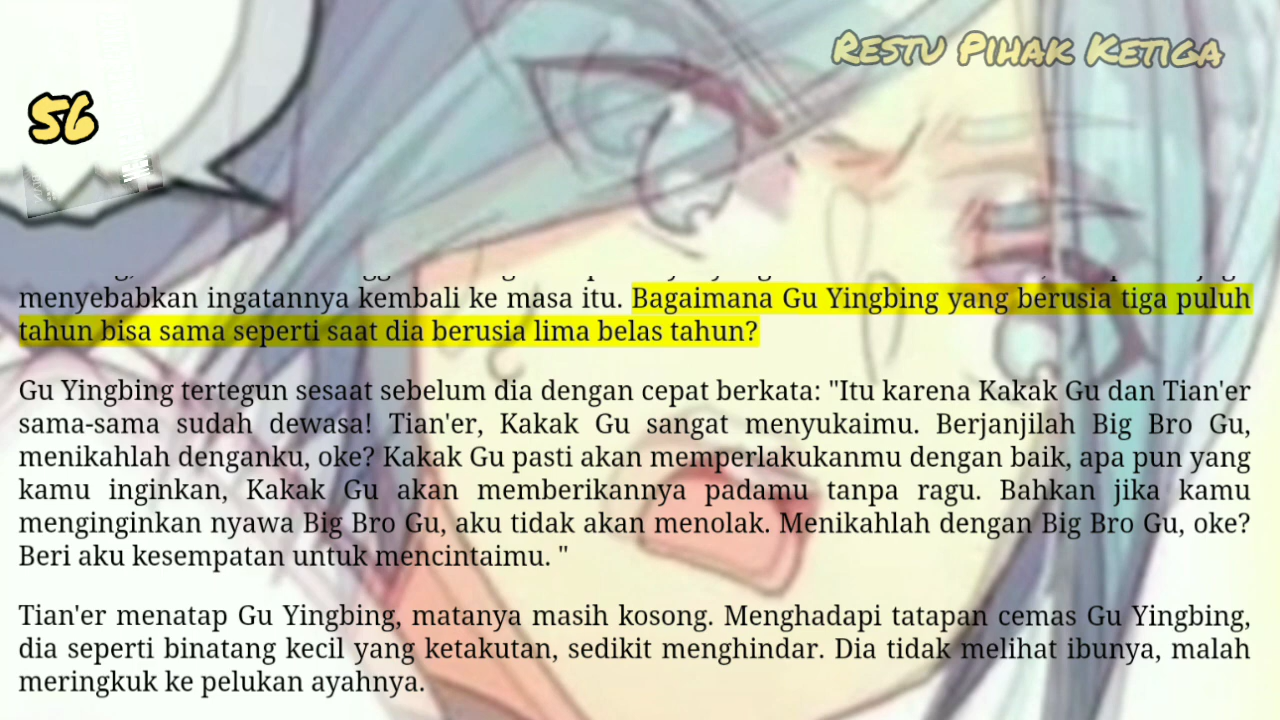 Restu Pihak Ketiga
56
menyebabkan ingatannya kembali ke masa itu. Bagaimana Gu Yingbing yang berusia tiga puluh
tahun bisa sama seperti saat dia berusia lima belas tahun?
Gu Yingbing tertegun sesaat sebelum dia dengan cepat berkata: "Itu karena Kakak Gu dan Tian'er
sama-sama sudah dewasa! Tian'er, Kakak Gu sangat menyukaimu. Berjanjilah Big Bro Gu,
menikahlah denganku, oke? Kakak Gu pasti akan memperlakukanmu dengan baik, apa pun yang
kamu inginkan, Kakak Gu akan memberikannya padamu tanpa ragu. Bahkan jika kamu
menginginkan nyawa Big Bro Gu, aku tidak akan menolak. Menikahlah dengan Big Bro Gu, oke?
Beri aku kesempatan untuk mencintaimu. "
Tian'er menatap Gu Yingbing, matanya masih kosong. Menghadapi tatapan cemas Gu Yingbing,
dia seperti binatang kecil yang ketakutan, sedikit menghindar. Dia tidak melihat ibunya, malah
meringkuk ke pelukan ayahnya.